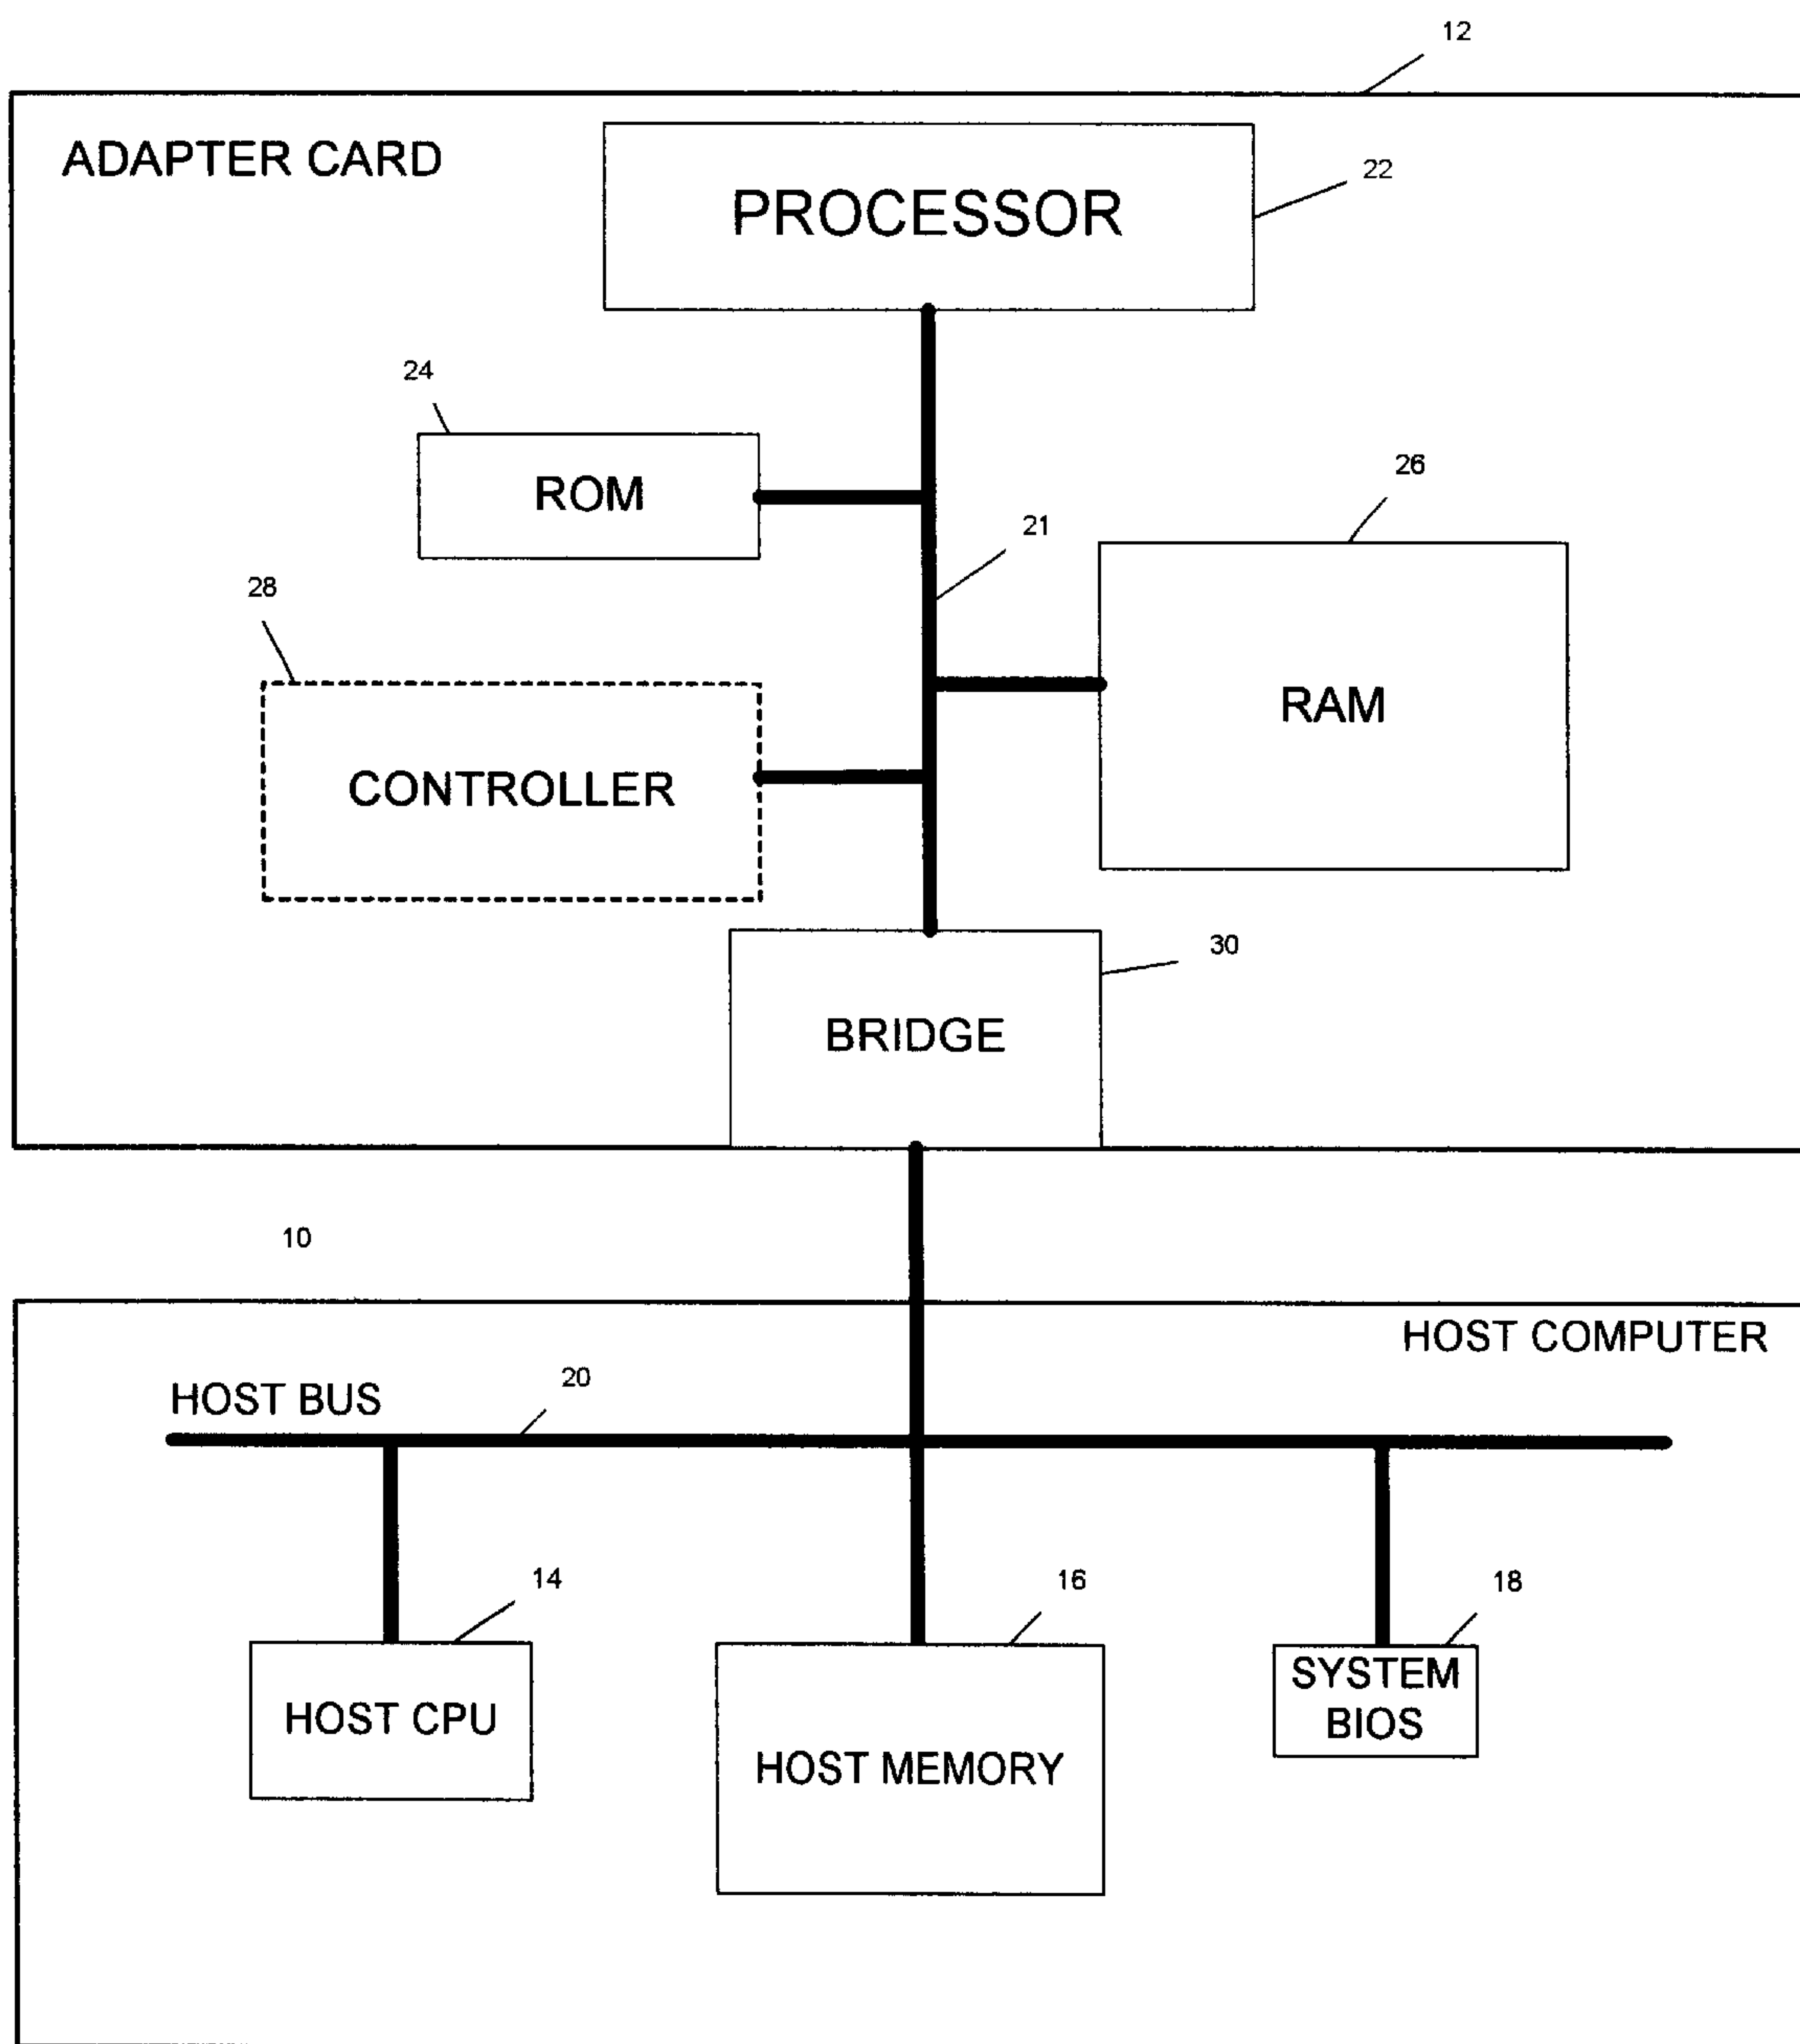 12
ADAPTER CARD
PROCESSOR
22
24
ROM
26
21
RAM
28
CONTROLLER
30
BRIDGE
10
HOST COMPUTER
HOST BUS
20
14
16
18
HOST CPU
HOST MEMORY
SYSTEM
BIOS